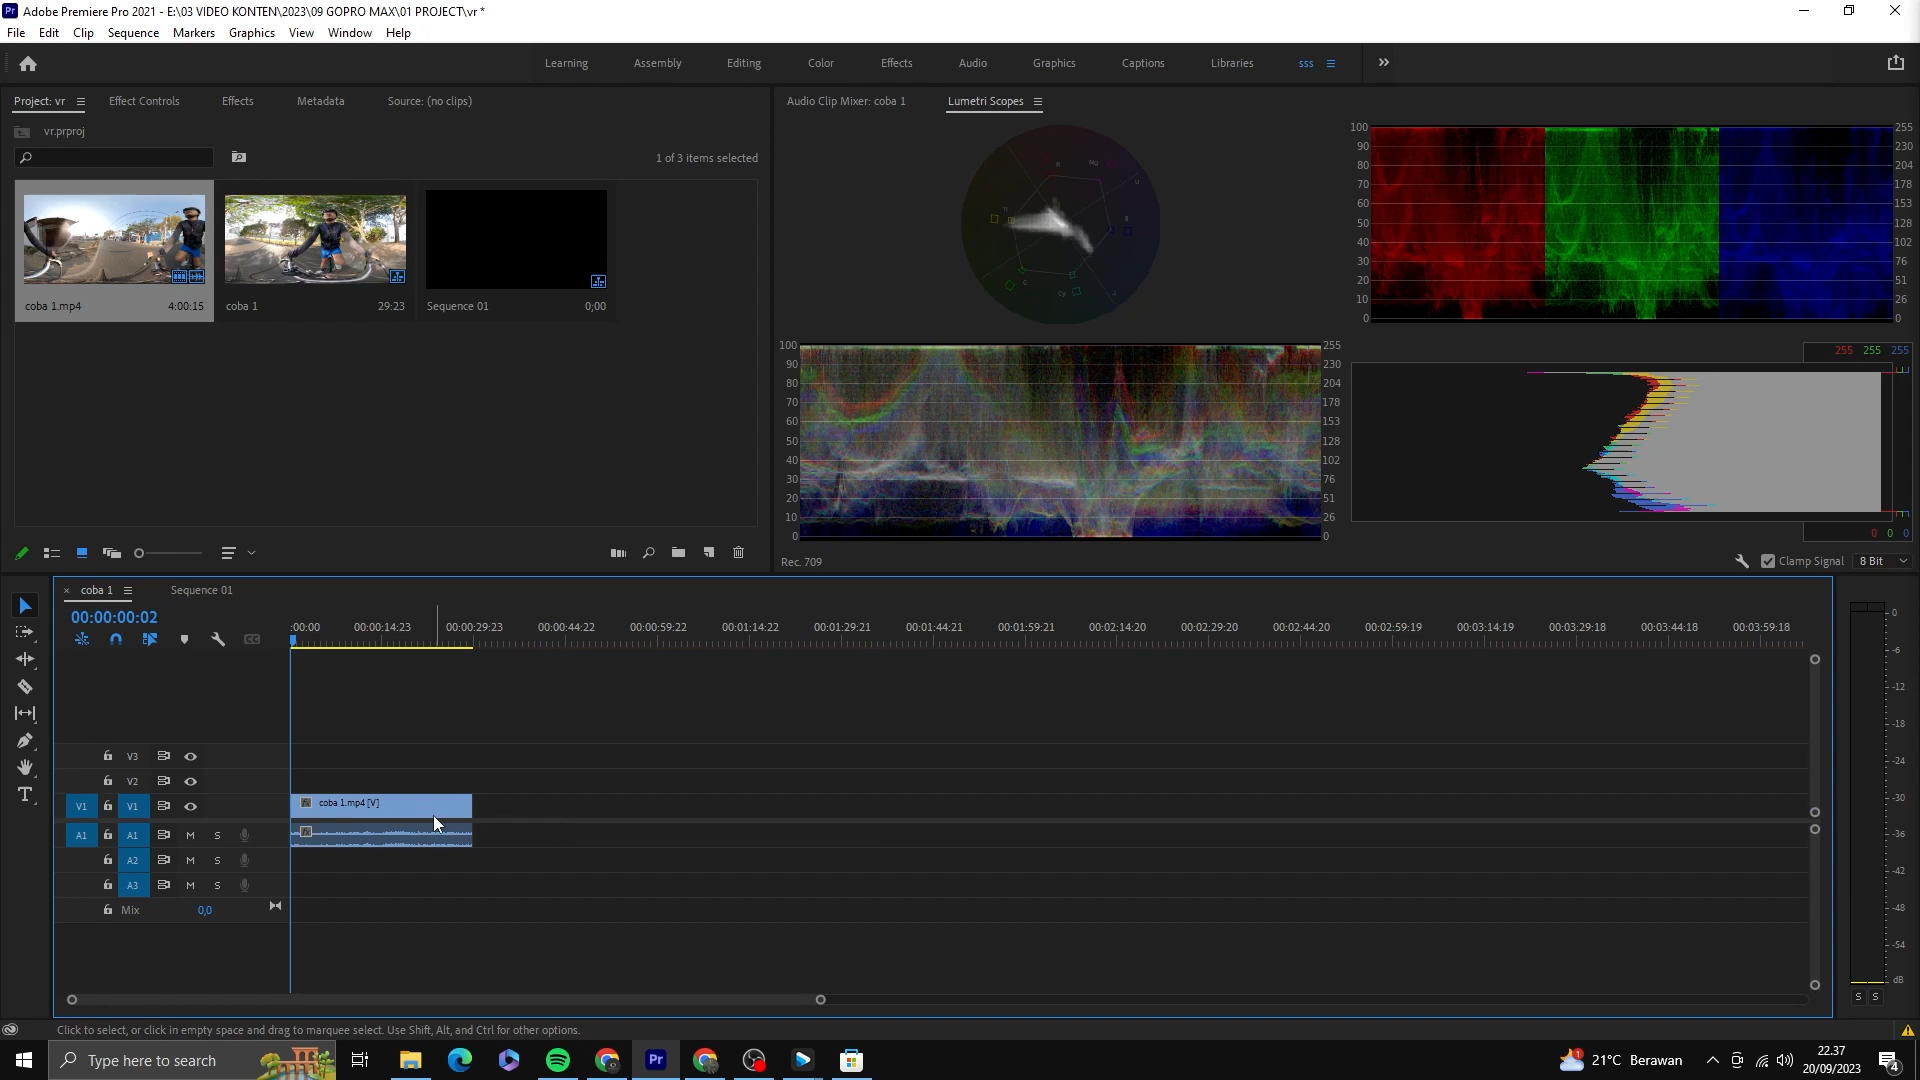 Pr Adobe Premiere Pro 2021 - E:\03 VIDEO KONTEN\2023\09 GOPRO MAX\01 PROJECT\vr *
File Edit Clip Sequence Markers Graphics View Window Help
Learning Assembly Editing Color Effects Audio Graphics Captions Libraries sss
Project: vr Effect Controls Effects Metadata Source: (no clips)
Audio Clip Mixer: coba 1 Lumetri Scopes
vr.prproj
1 of 3 items selected
coba 1.mp4 4:00:15
coba 1 29:23
Sequence 01 0;00
100 90 80 70 60 50 40 30 20 10 0
255 230 204 178 153 128 102 76 51 26 0
100 90 80 70 60 50 40 30 20 10 0
255 230 204 178 153 128 102 76 51 26 0
255 255 255
0 0 0
Rec. 709
Clamp Signal 8 Bit
× coba 1 Sequence 01
00:00:00:02
:00:00 00:00:14:23 00:00:29:23 00:00:44:22 00:00:59:22 00:01:14:22 00:01:29:21 00:01:44:21 00:01:59:21 00:02:14:20 00:02:29:20 00:02:44:20 00:02:59:19 00:03:14:19 00:03:29:18 00:03:44:18 00:03:59:18
V3
V2
V1 V1 fx coba 1.mp4 [V]
A1 A1 M S fx
A2 M S
A3 M S
Mix 0,0
0 -6 -12 -18 -24 -30 -36 -42 -48 -54 dB
S S
Click to select, or click in empty space and drag to marquee select. Use Shift, Alt, and Ctrl for other options.
Type here to search
Pr
1 21°C Berawan
22.37
20/09/2023
4